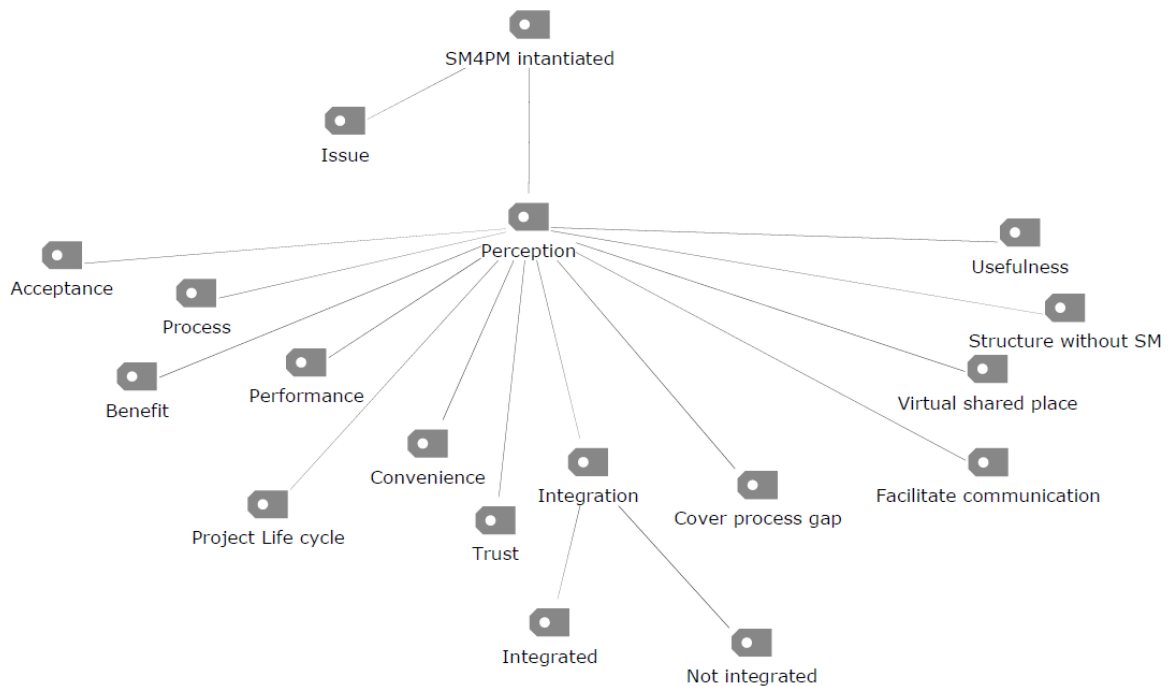 SM4PM intantiated
Issue
Perception
Usefulness
Acceptance
Process
Structure without SM
Performance
Virtual shared place
Benefit
Convenience
Integration
Facilitate communication
Cover process gap
Project Life cycle
Trust
Integrated
Not integrated